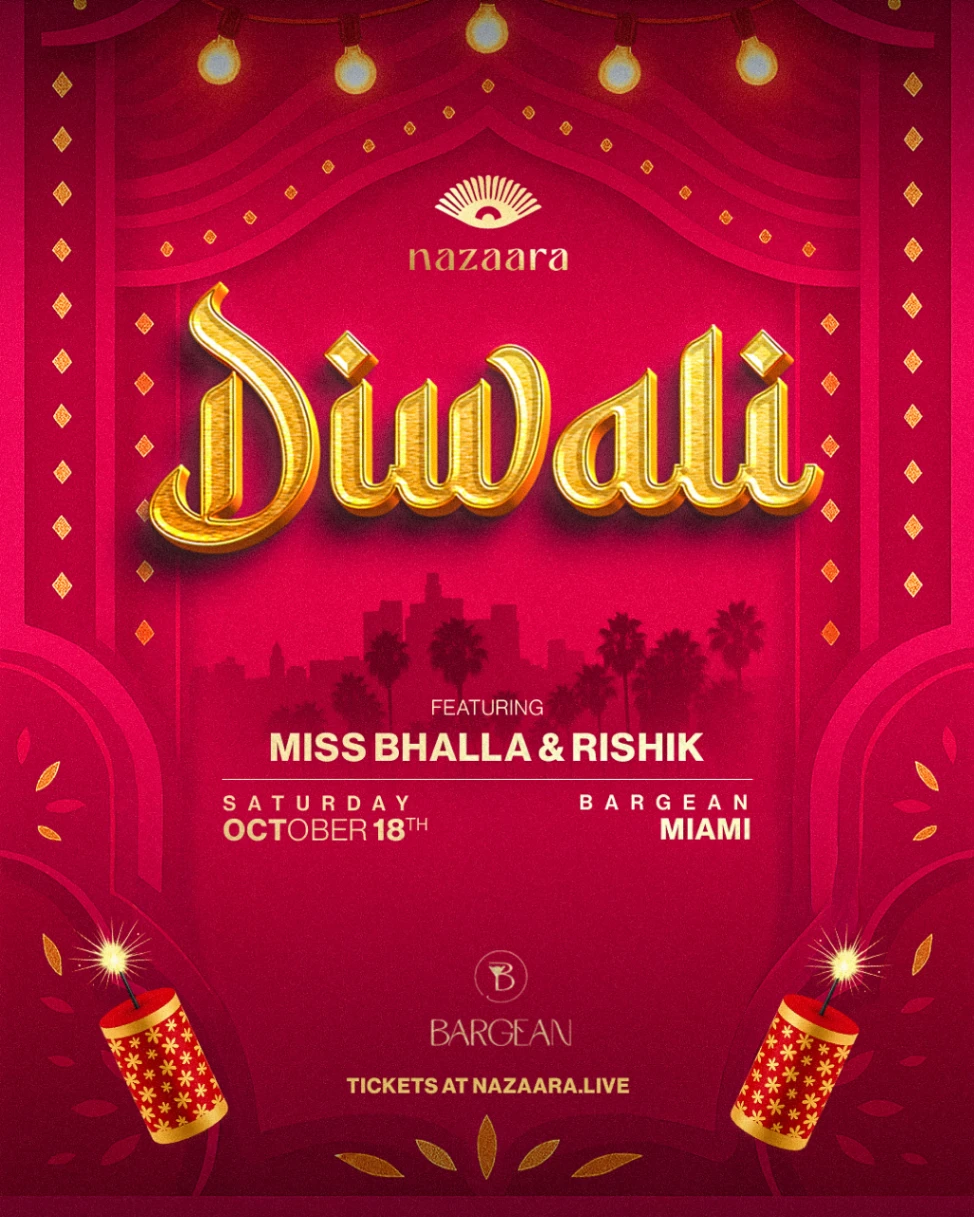 nazaara
Diwali
FEATURING
MISS BHALLA & RISHIK
SATURDAY
OCTOBER 18TH
BARGEAN
MIAMI
B
BARGEAN
TICKETS AT NAZAARA.LIVE